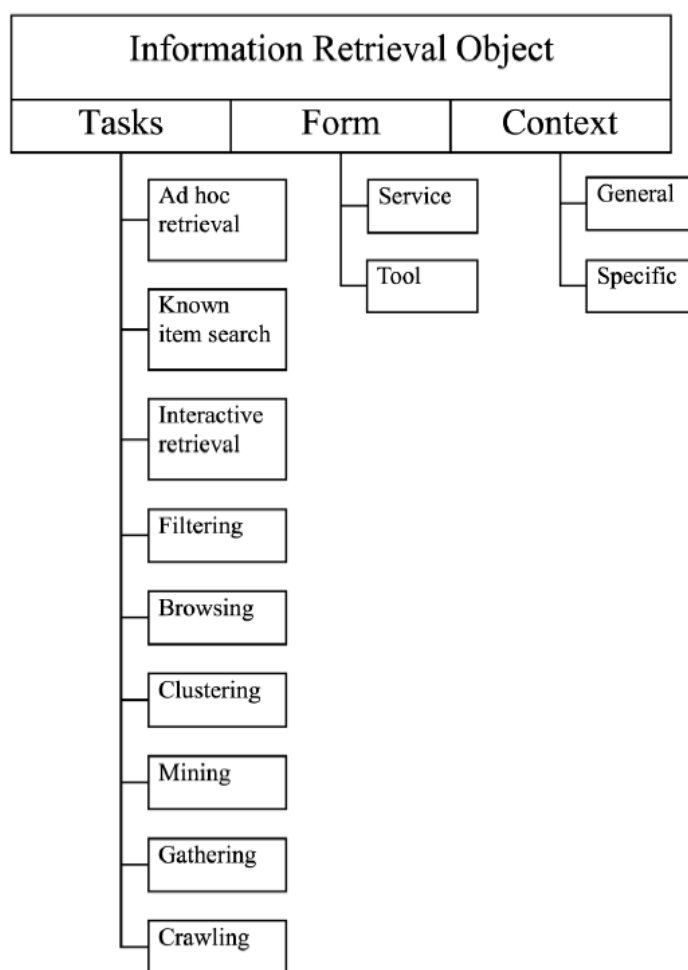 Information Retrieval Object
Tasks
Form
Context
Ad hoc
retrieval
Known
item search
Interactive
retrieval
Filtering
Browsing
Clustering
Mining
Gathering
Crawling
Service
Tool
General
Specific